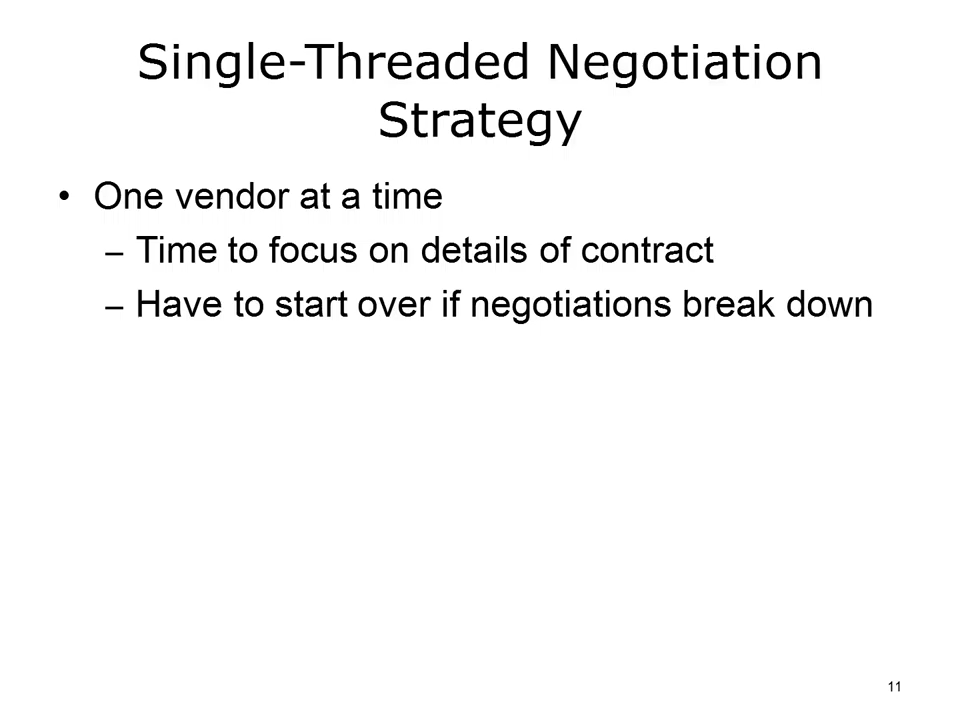 Single-Threaded Negotiation
Strategy
• One vendor at a time
– Time to focus on details of contract
– Have to start over if negotiations break down
11